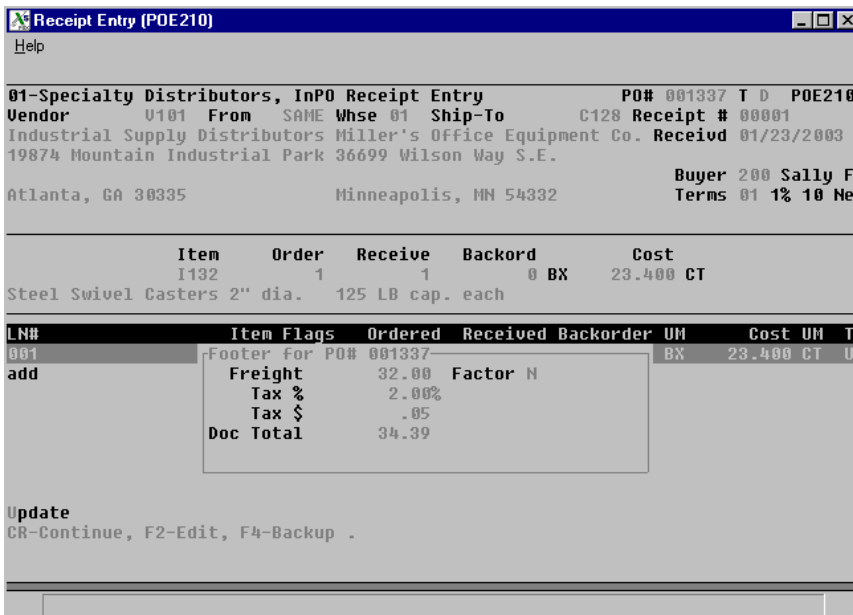 Receipt Entry (POE210)
Help
01-Specialty Distributors, InPO Receipt Entry PO# 001337 T D POE210
Vendor V101 From SAME Whse 01 Ship-To C128 Receipt # 00001
Industrial Supply Distributors Miller's Office Equipment Co. Receivd 01/23/2003
19874 Mountain Industrial Park 36699 Wilson Way S.E.
Buyer 200 Sally F
Atlanta, GA 30335 Minneapolis, MN 54332 Terms 01 1% 10 Ne
Item Order Receive Backord Cost
I132 1 1 0 BX 23.400 CT
Steel Swivel Casters 2" dia. 125 LB cap. each
LN# Item Flags Ordered Received Backorder UM Cost UM T
001 BX 23.400 CT U
Footer for PO# 001337
add Freight 32.00 Factor N
Tax % 2.00%
Tax $ .05
Doc Total 34.39
Update
CR-Continue, F2-Edit, F4-Backup .